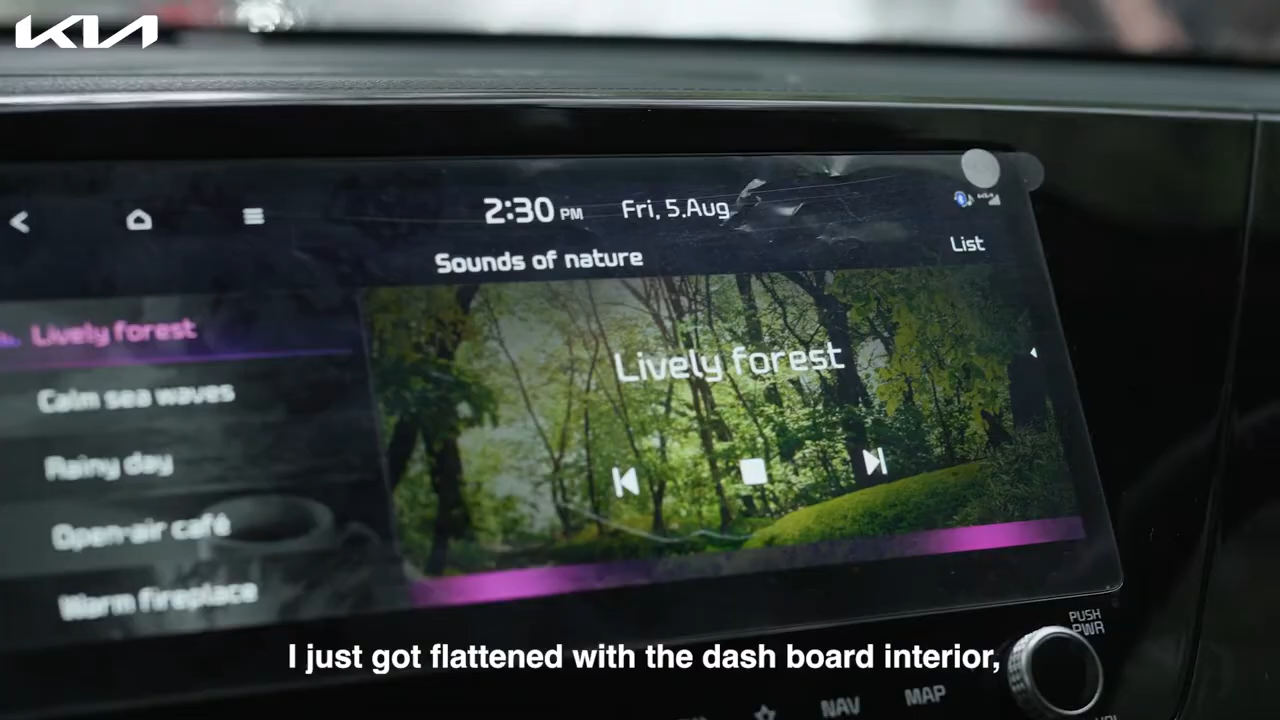 KIA
2:30 PM Fri, 5.Aug
List
Sounds of nature
Lively forest
Lively forest
Calm sea waves
Rainy day
Open-air café
Warm fireplace
I just got flattened with the dash board interior,
PUSH
PWR
NAV
MAP